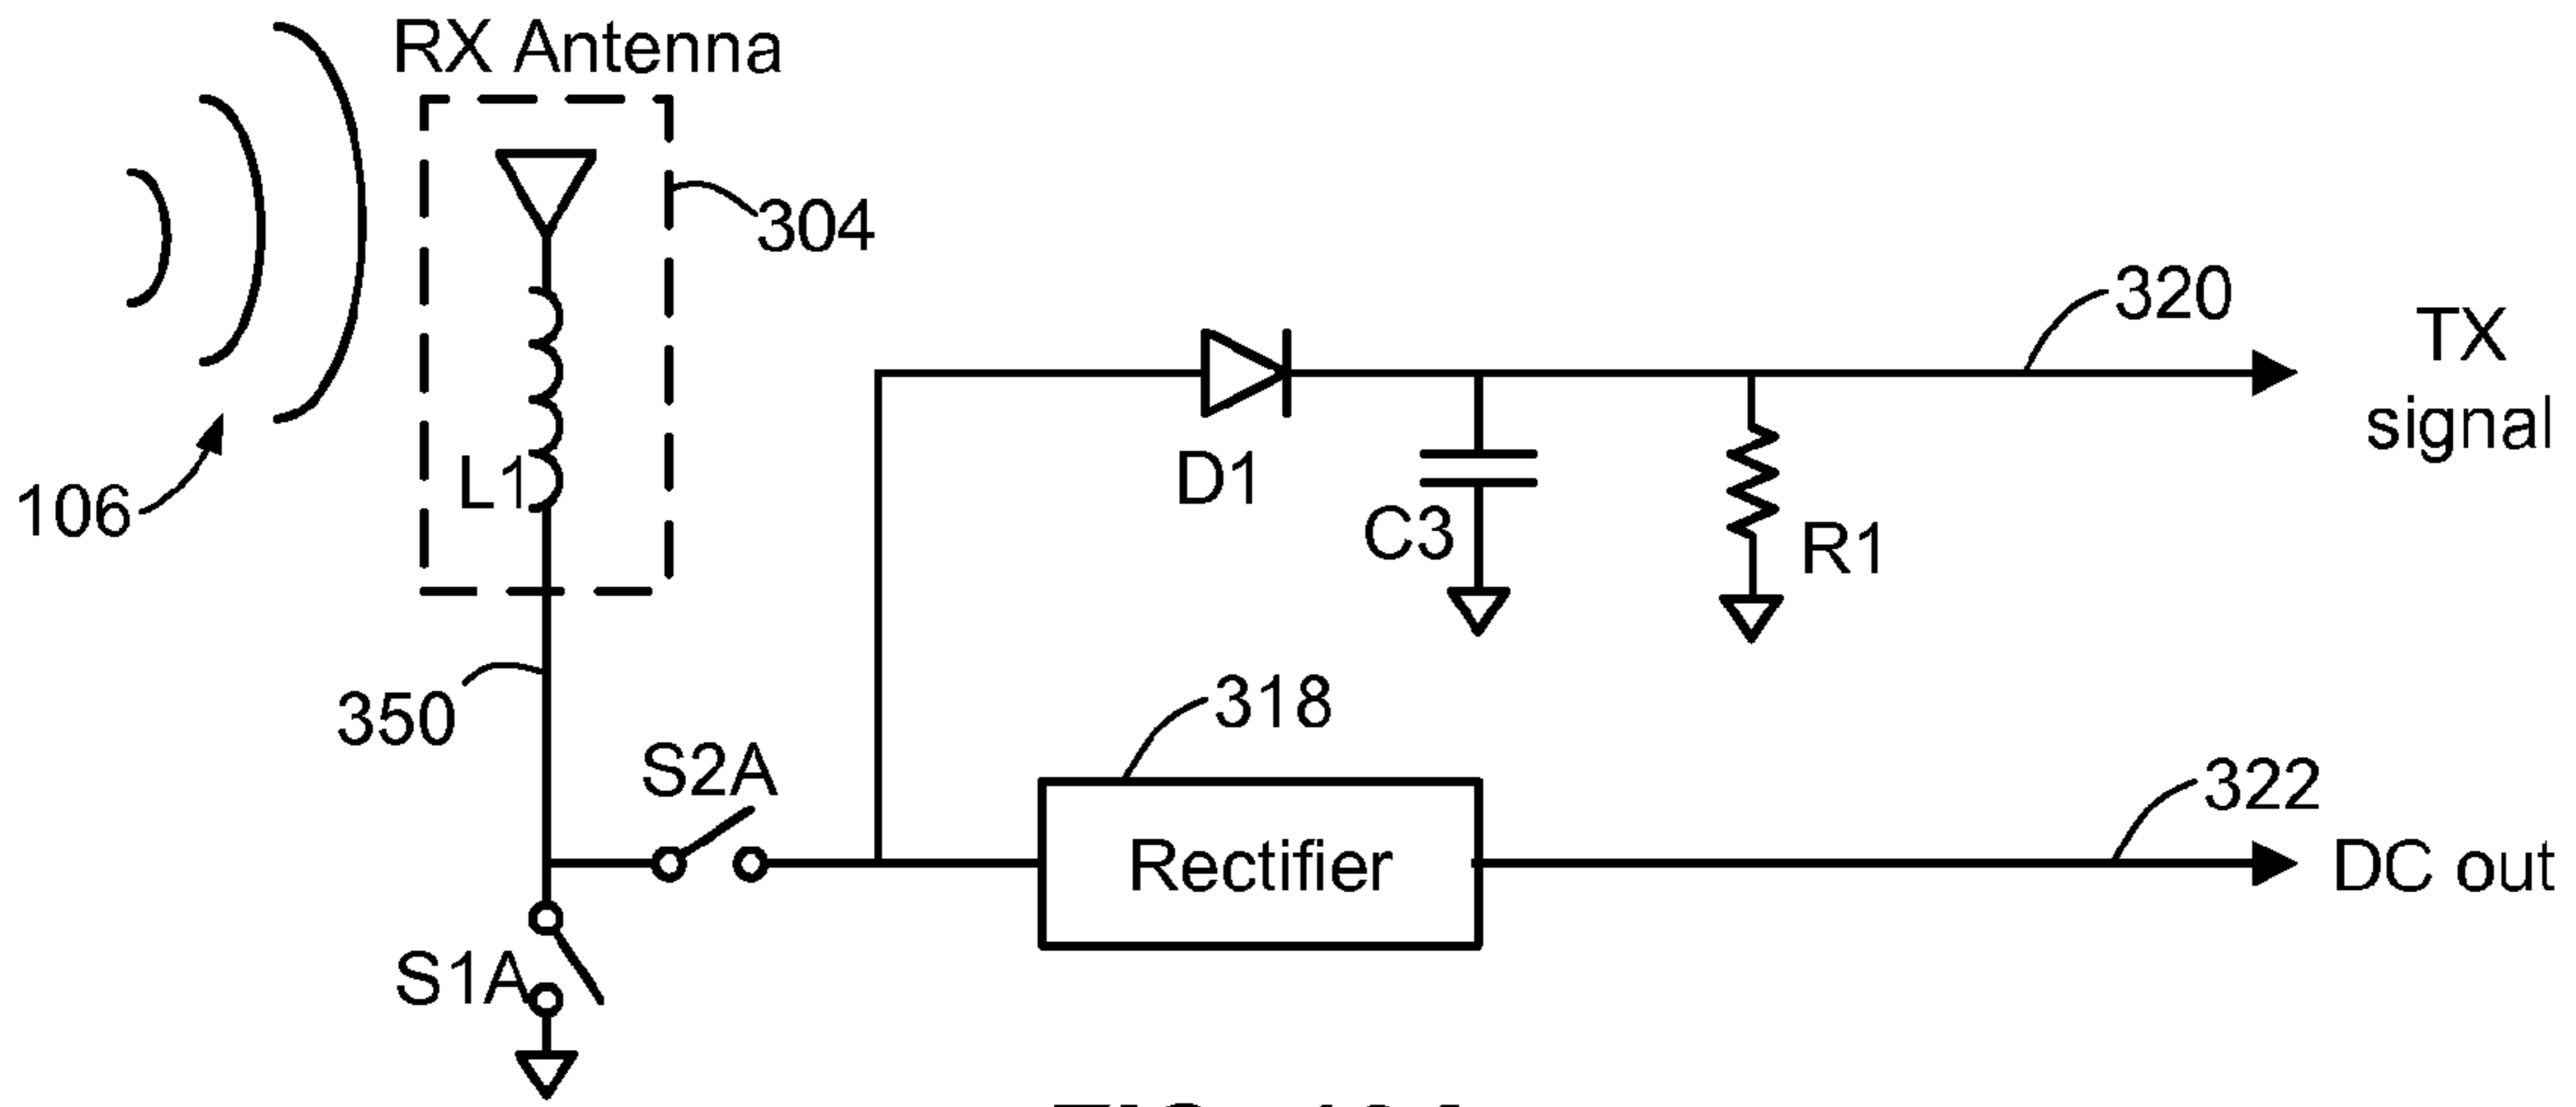 RX Antenna
304
320
TX
signal
L1
106
D1
C3
R1
350
318
S2A
322
Rectifier
DC out
S1A